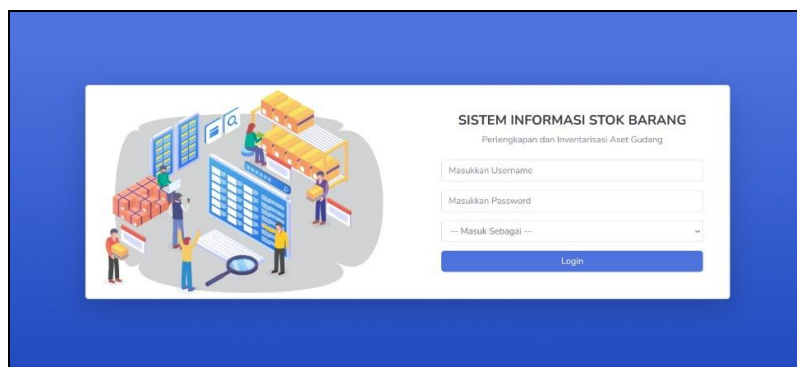 SISTEM INFORMASI STOK BARANG
Perlengkapan dan Inventarisasi Aset Gudang
Masukkan Username
Masukkan Password
-- Masuk Sebagai --
Login